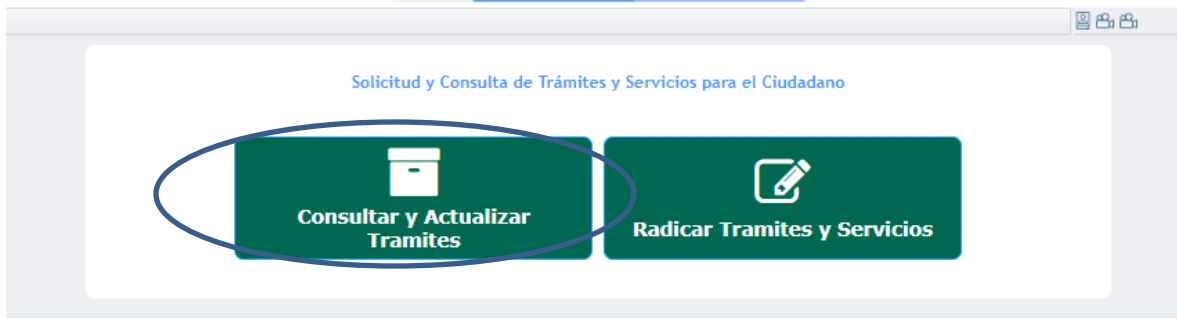 Solicitud y Consulta de Trámites y Servicios para el Ciudadano
Consultar y Actualizar
Tramites
Radicar Tramites y Servicios